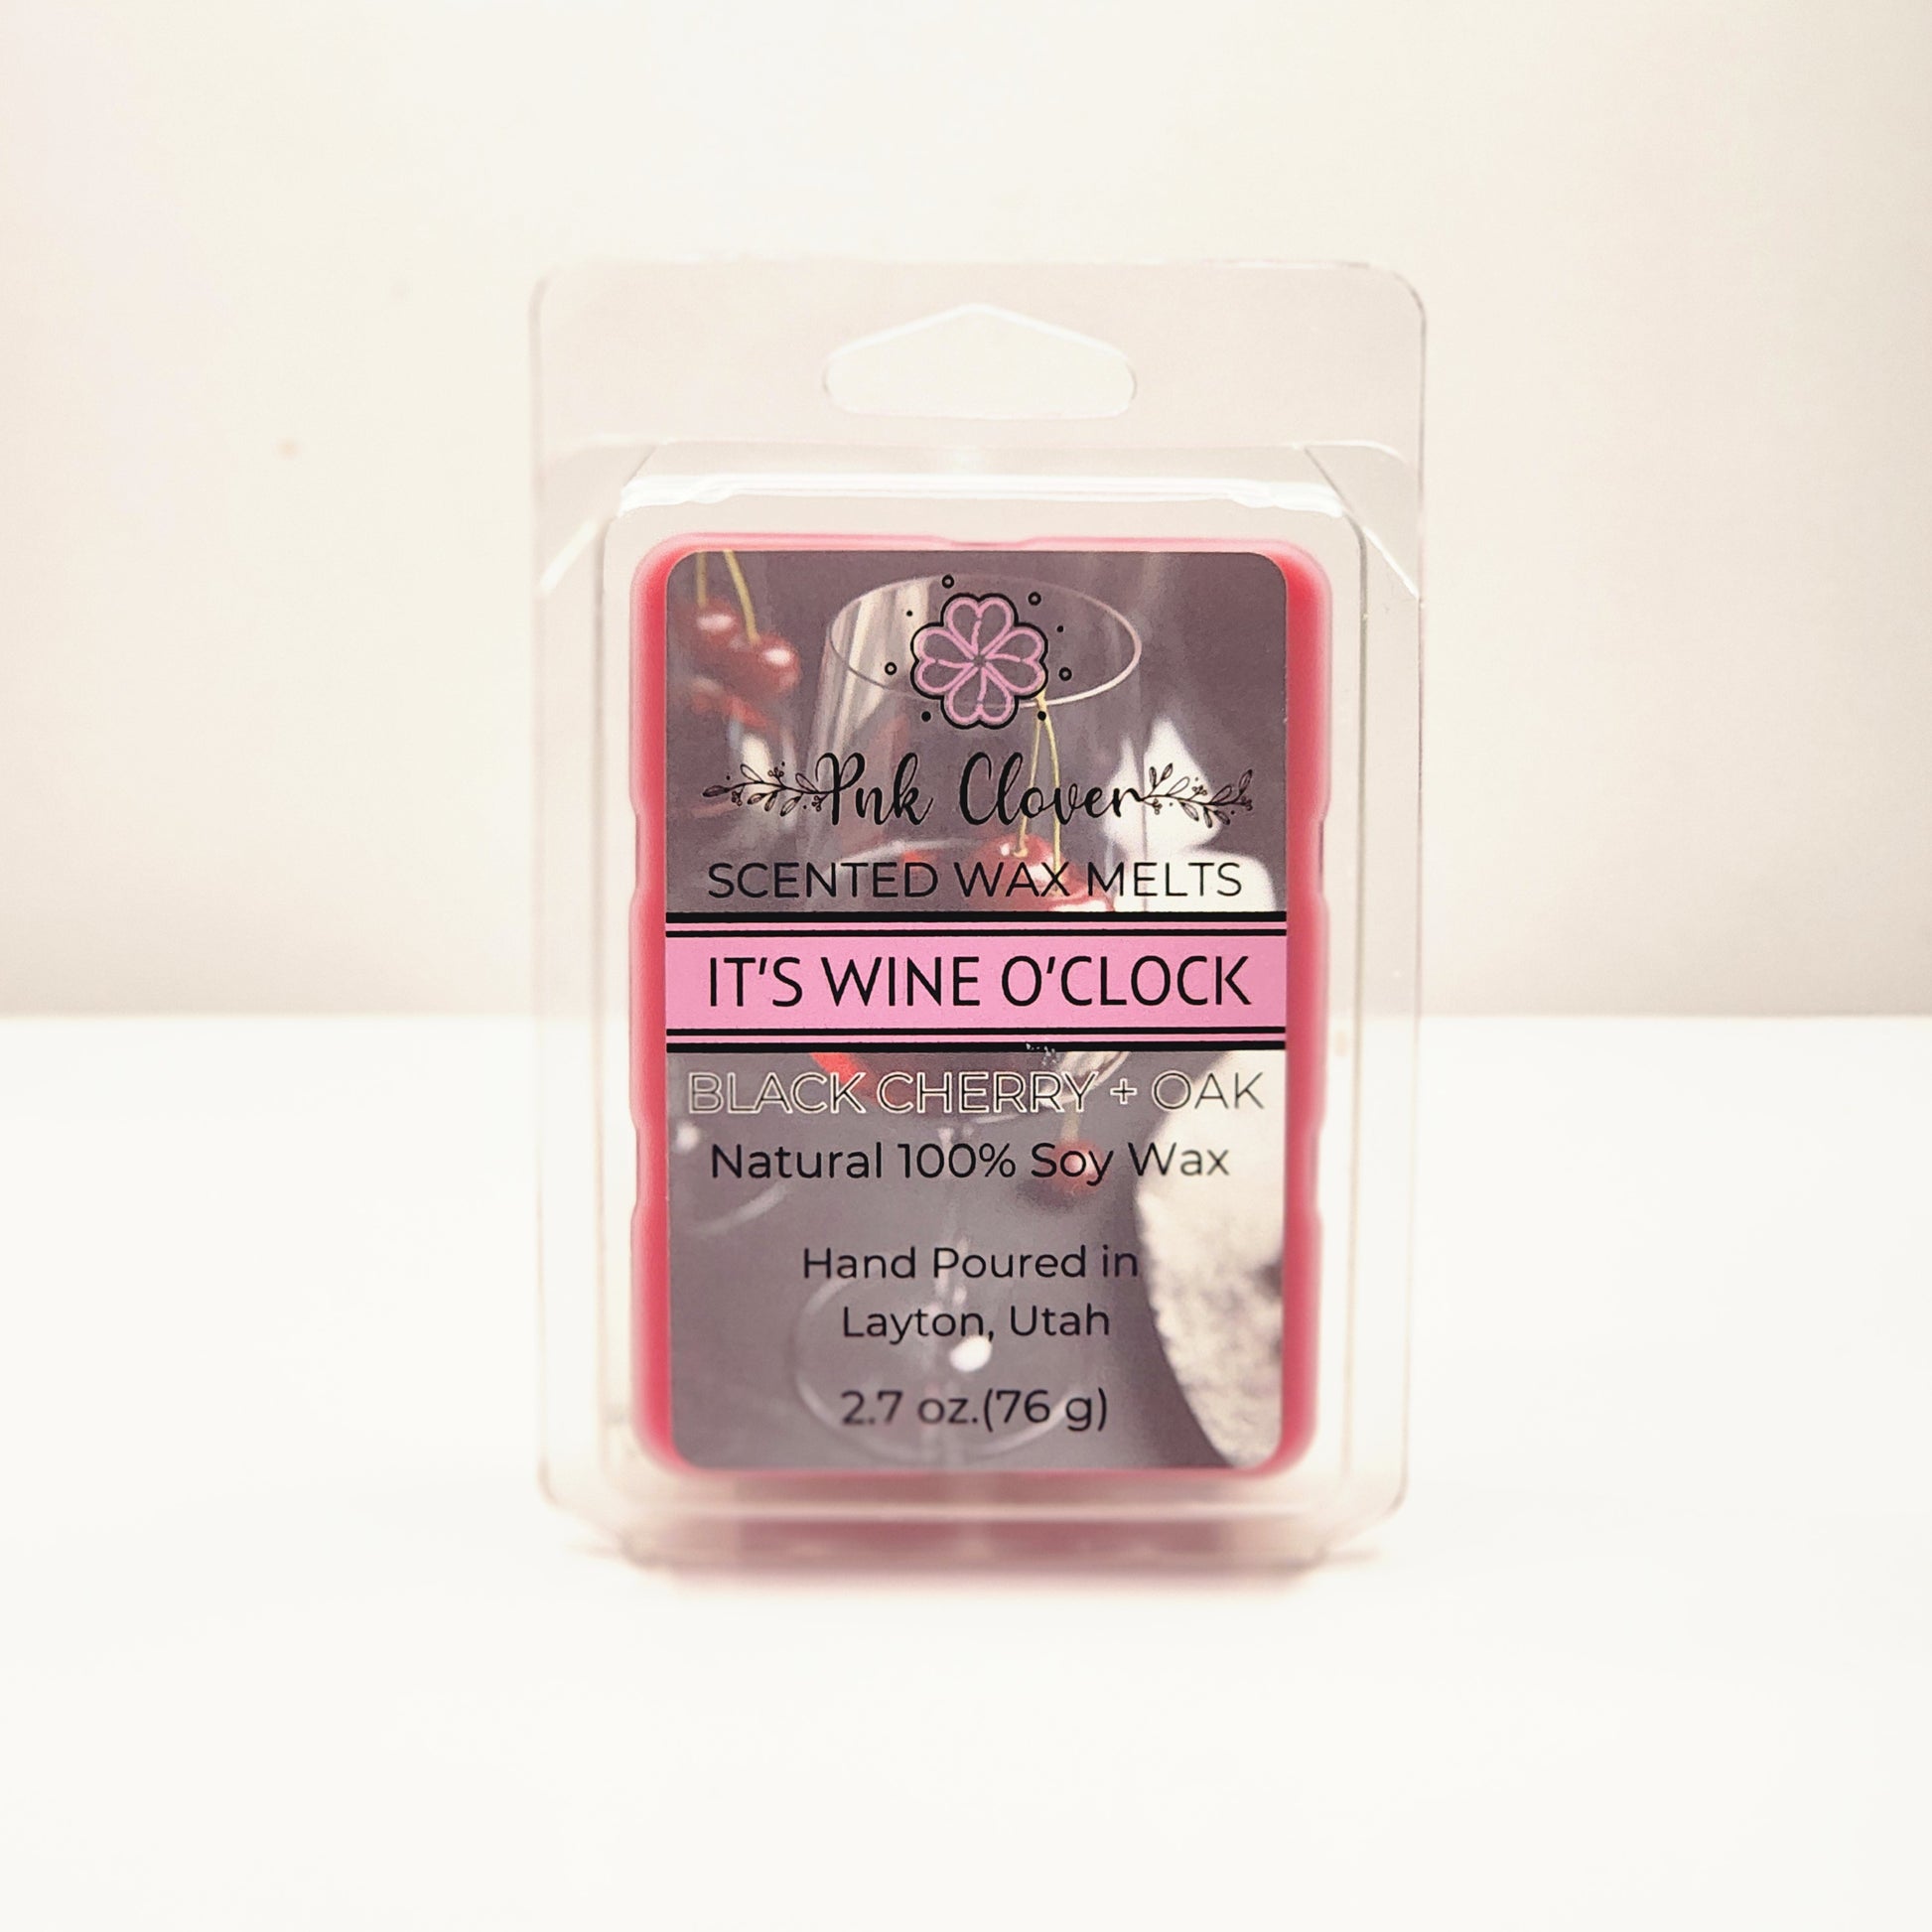 Pnk Clover
SCENTED WAX MELTS
IT'S WINE O'CLOCK
BLACK CHERRY + OAK
Natural 100% Soy Wax
Hand Poured in
Layton, Utah
2.7 oz.(76 g)